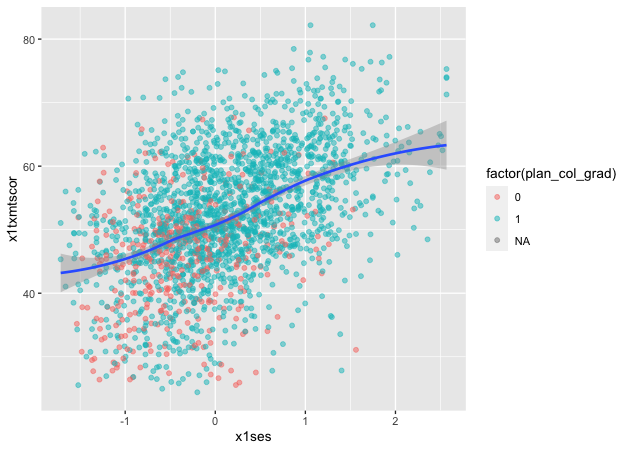 80
60
40
-1
0
1
2
x1txmtscor
x1ses
factor(plan_col_grad)
0
1
NA